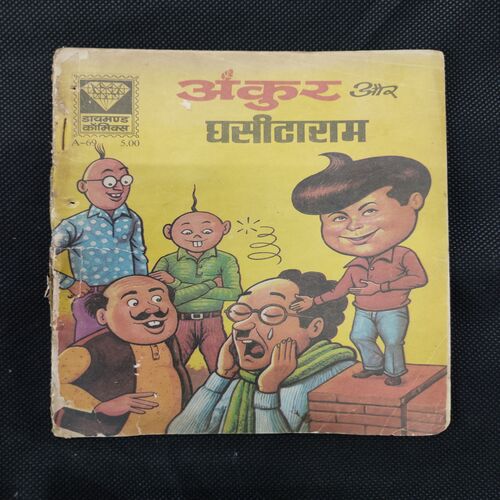 अंकुर और
घसीटाराम
डायमण्ड
कॉमिक्स
A-69 5.00